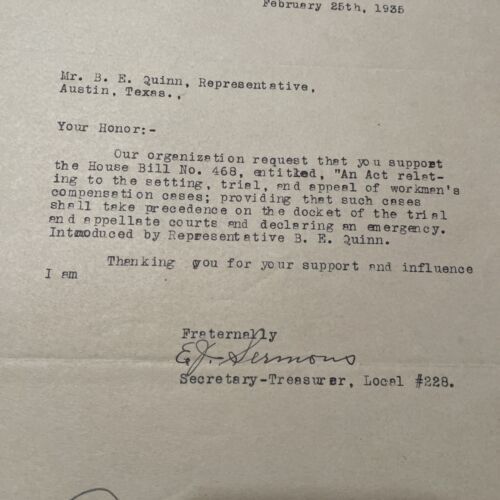 February 25th, 1935
Mr. B. E. Quinn, Representative,
Austin, Texas.,
Your Honor:-
Our organization request that you support
the House Bill No. 468, entitled, "An Act relat-
ing to the setting, trial, and appeal of workman's
compensation cases; providing that such cases
shall take precedence on the docket of the trial
and appellate courts and declaring an emergency.
Introduced by Representative B. E. Quinn.
Thanking you for your support and influence
I am
Fraternally
E.J. Sermons
Secretary-Treasurer, Local #228.